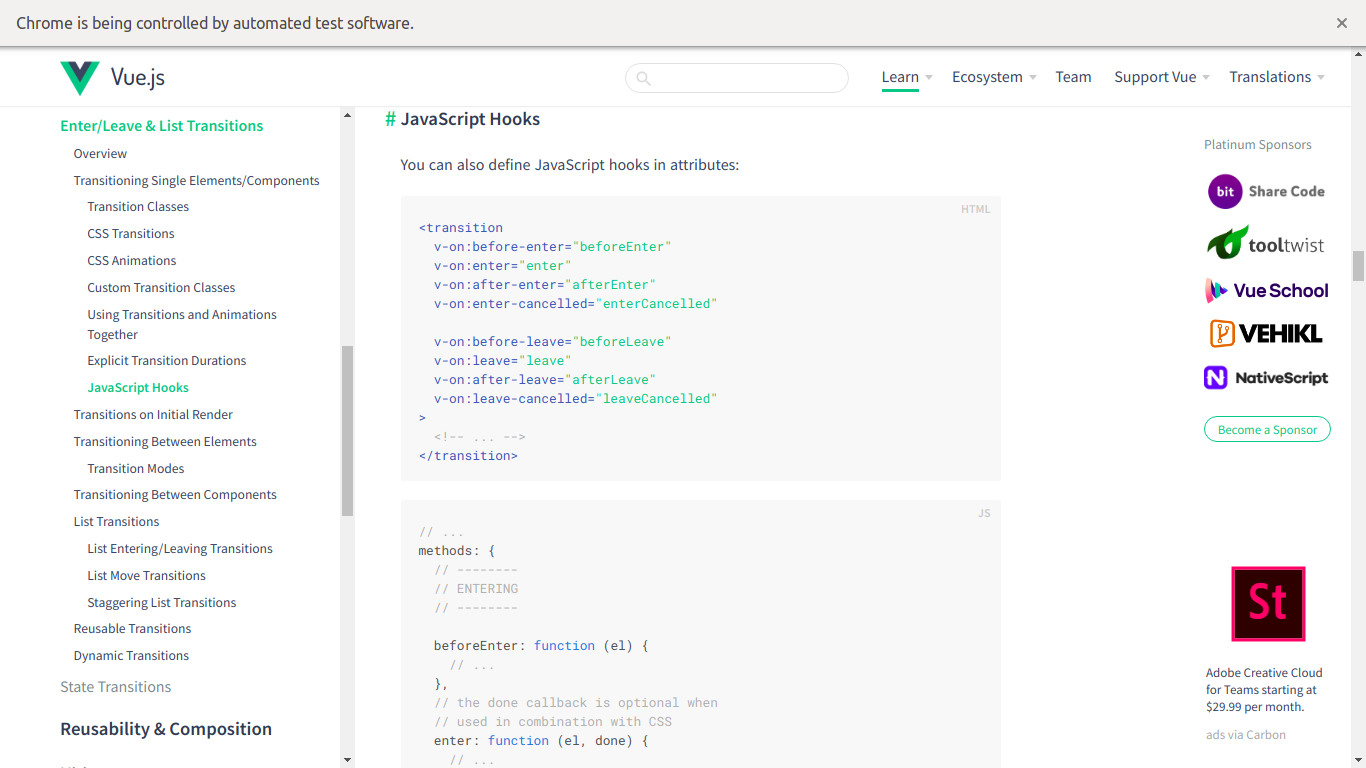 Chrome is being controlled by automated test software.
Vue.js
Learn
Ecosystem
Team
Support Vue
Translations
Enter/Leave & List Transitions
Overview
Transitioning Single Elements/Components
Transition Classes
CSS Transitions
CSS Animations
Custom Transition Classes
Using Transitions and Animations
Together
Explicit Transition Durations
JavaScript Hooks
Transitions on Initial Render
Transitioning Between Elements
Transition Modes
Transitioning Between Components
List Transitions
List Entering/Leaving Transitions
List Move Transitions
Staggering List Transitions
Reusable Transitions
Dynamic Transitions
State Transitions
Reusability & Composition
# JavaScript Hooks
You can also define JavaScript hooks in attributes:
HTML
<transition
v-on:before-enter="beforeEnter"
v-on:enter="enter"
v-on:after-enter="afterEnter"
v-on:enter-cancelled="enterCancelled"
v-on:before-leave="beforeLeave"
v-on:leave="leave"
v-on:after-leave="afterLeave"
v-on:leave-cancelled="leaveCancelled"
>
<!-- ... -->
</transition>
JS
// ...
methods: {
// --------
// ENTERING
// --------
beforeEnter: function (el) {
// ...
},
// the done callback is optional when
// used in combination with CSS
enter: function (el, done) {
// ...
Platinum Sponsors
bit Share Code
tooltwist
Vue School
VEHIKL
N NativeScript
Become a Sponsor
St
Adobe Creative Cloud
for Teams starting at
$29.99 per month.
ads via Carbon